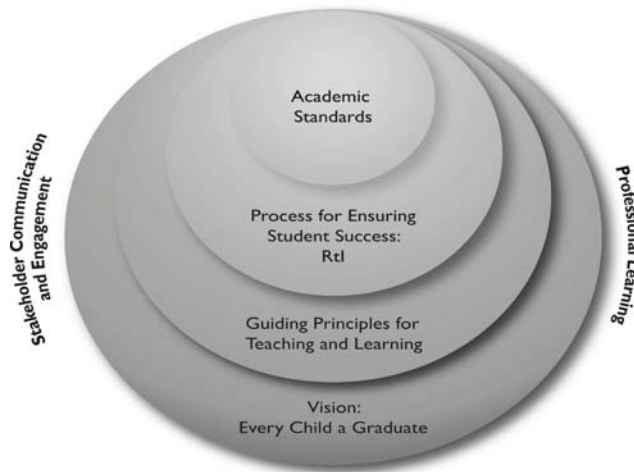 Academic
Standards
Process for Ensuring
Student Success:
RtI
Guiding Principles for
Teaching and Learning
Vision:
Every Child a Graduate
Stakeholder Communication
and Engagement
Professional Learning